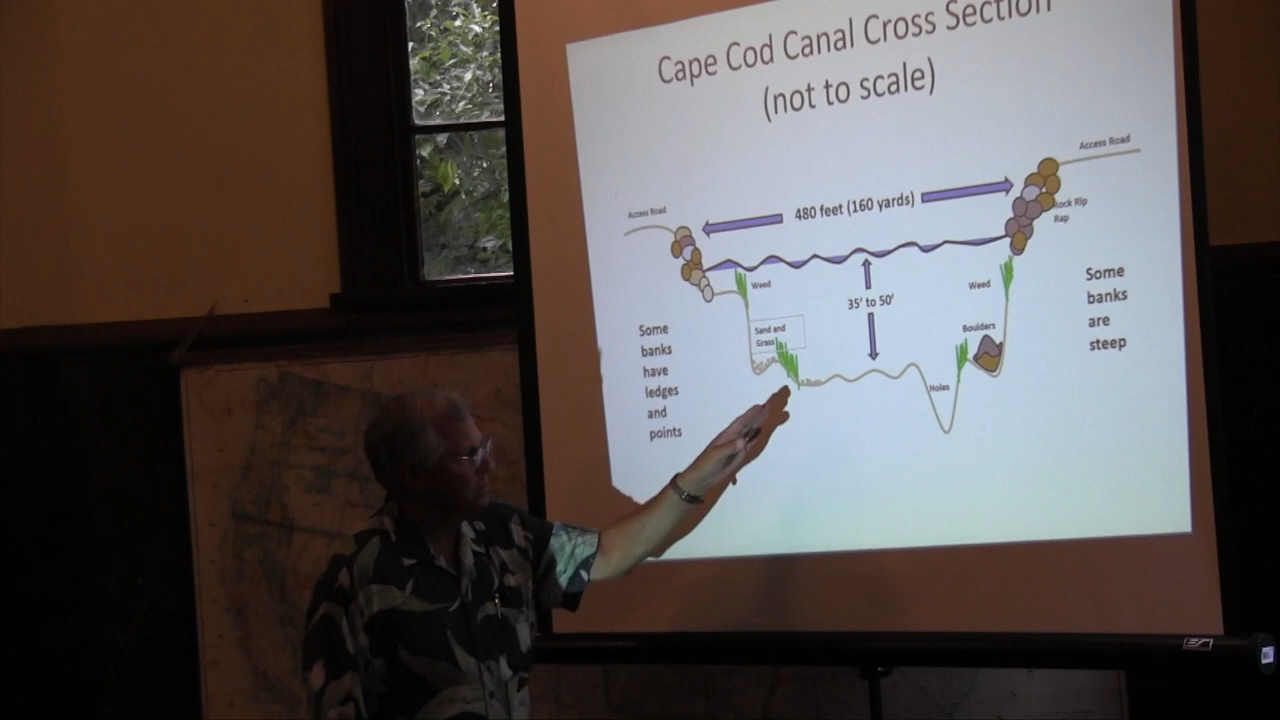 Cape Cod Canal Cross Section
(not to scale)
Access Road
Access Road
480 feet (160 yards)
Rock Rip
Rap
Weed
Weed
35' to 50'
Sand and
Grass
Boulders
Holes
Some
banks
have
ledges
and
points
Some
banks
are
steep